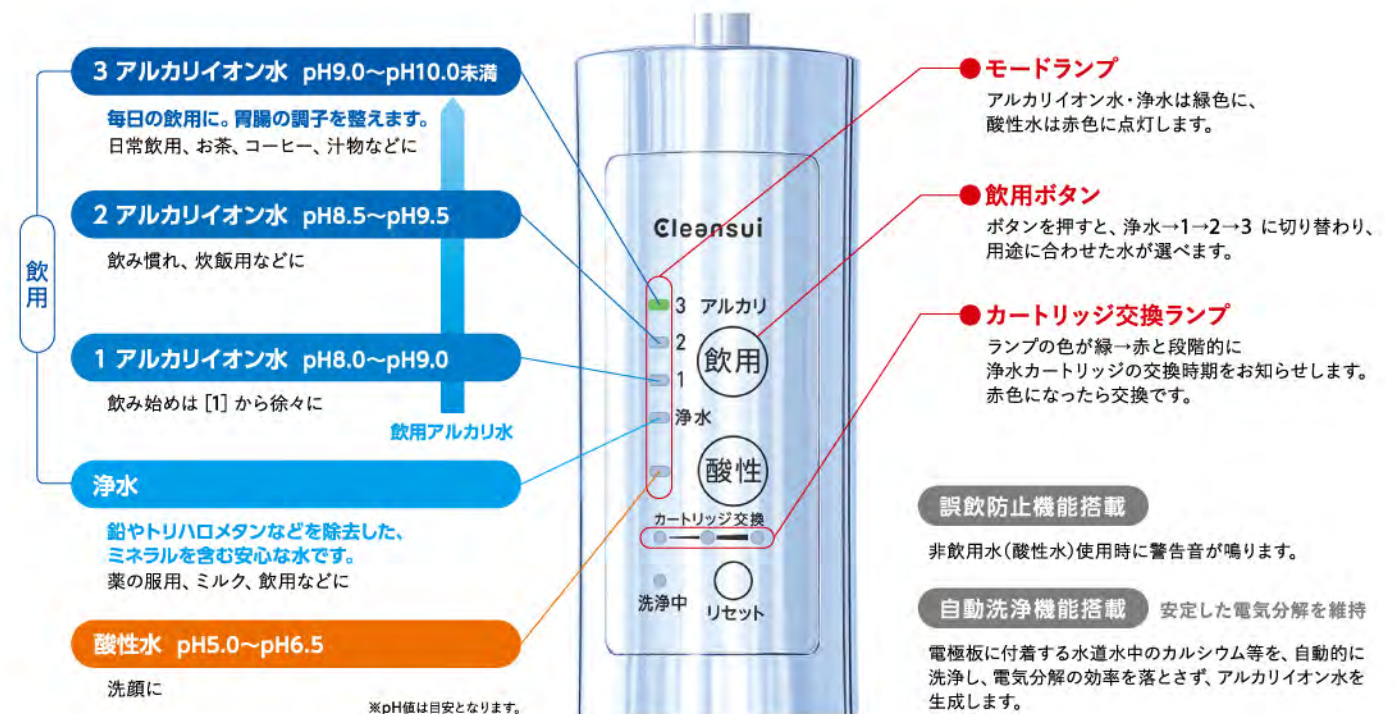 飲用
3 アルカリイオン水 pH9.0～pH10.0未満
毎日の飲用に。胃腸の調子を整えます。
日常飲用、お茶、コーヒー、汁物などに
2 アルカリイオン水 pH8.5～pH9.5
飲み慣れ、炊飯用などに
1 アルカリイオン水 pH8.0～pH9.0
飲み始めは［1］から徐々に
飲用アルカリ水
浄水
鉛やトリハロメタンなどを除去した、
ミネラルを含む安心な水です。
薬の服用、ミルク、飲用などに
酸性水 pH5.0～pH6.5
洗顔に
※pH値は目安となります。
Cleansui
3 アルカリ
2
飲用
1
浄水
酸性
カートリッジ交換
洗浄中
リセット
●モードランプ
アルカリイオン水・浄水は緑色に、
酸性水は赤色に点灯します。
●飲用ボタン
ボタンを押すと、浄水→1→2→3 に切り替わり、
用途に合わせた水が選べます。
●カートリッジ交換ランプ
ランプの色が緑→赤と段階的に
浄水カートリッジの交換時期をお知らせします。
赤色になったら交換です。
誤飲防止機能搭載
非飲用水（酸性水）使用時に警告音が鳴ります。
自動洗浄機能搭載 安定した電気分解を維持
電極板に付着する水道水中のカルシウム等を、自動的に
洗浄し、電気分解の効率を落とさず、アルカリイオン水を
生成します。